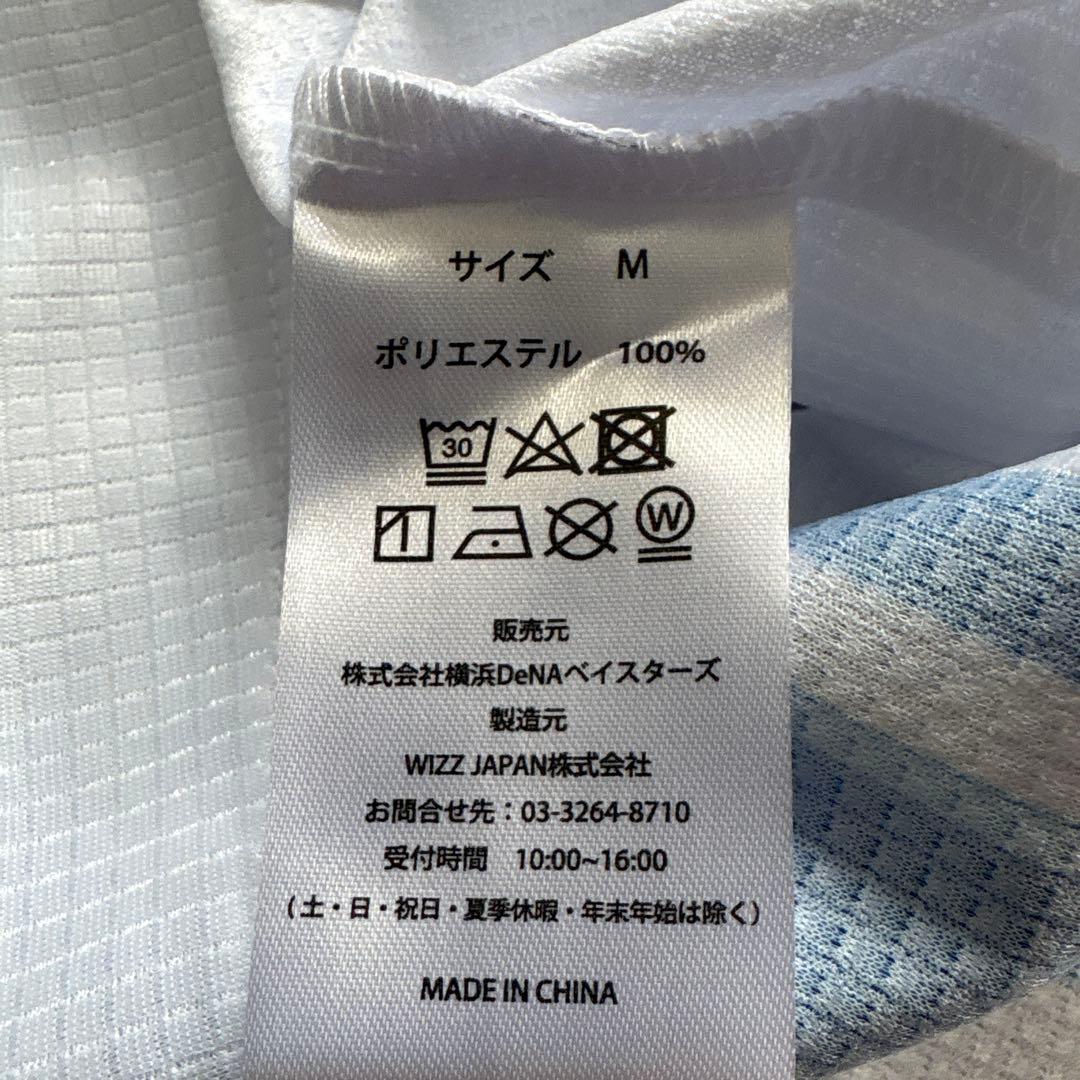 サイズ M
ポリエステル 100%
30
W
販売元
株式会社横浜DeNAベイスターズ
製造元
WIZZ JAPAN株式会社
お問合せ先：03-3264-8710
受付時間 10:00~16:00
(土・日・祝日・夏季休暇・年末年始は除く)
MADE IN CHINA